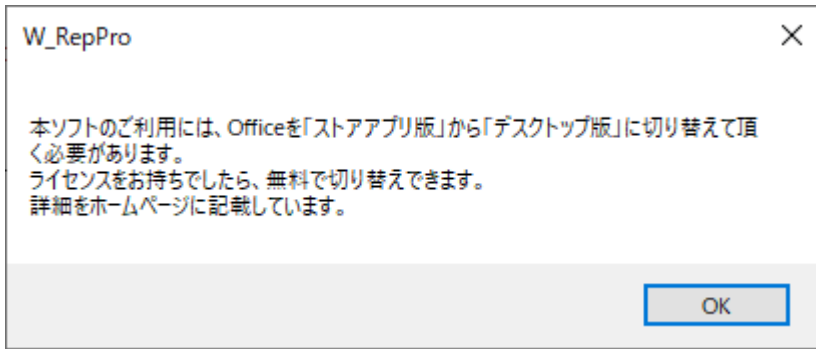 W_RepPro
本ソフトのご利用には、Officeを「ストアアプリ版」から「デスクトップ版」に切り替えて頂
く必要があります。
ライセンスをお持ちでしたら、無料で切り替えできます。
詳細をホームページに記載しています。
OK